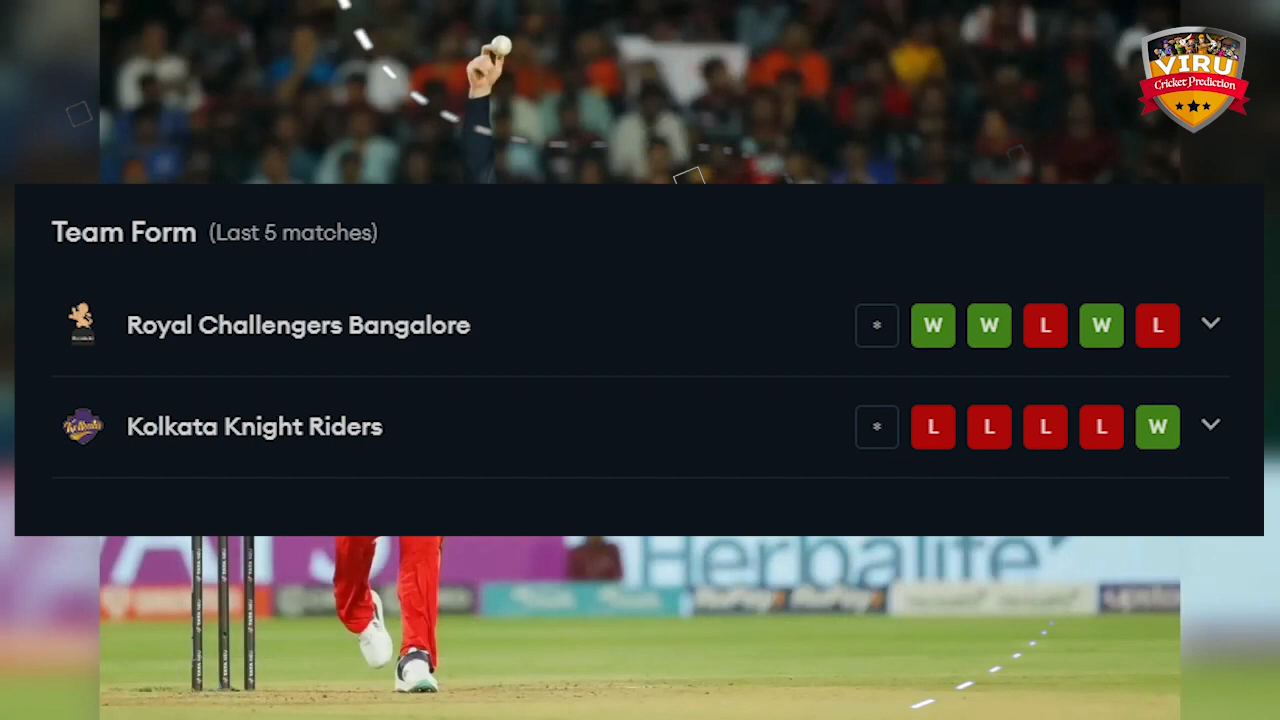 VIRU
Cricket Prediction
Team Form (Last 5 matches)
Royal Challengers Bangalore * W W L W L
Kolkata Knight Riders * L L L L W
Herbalife